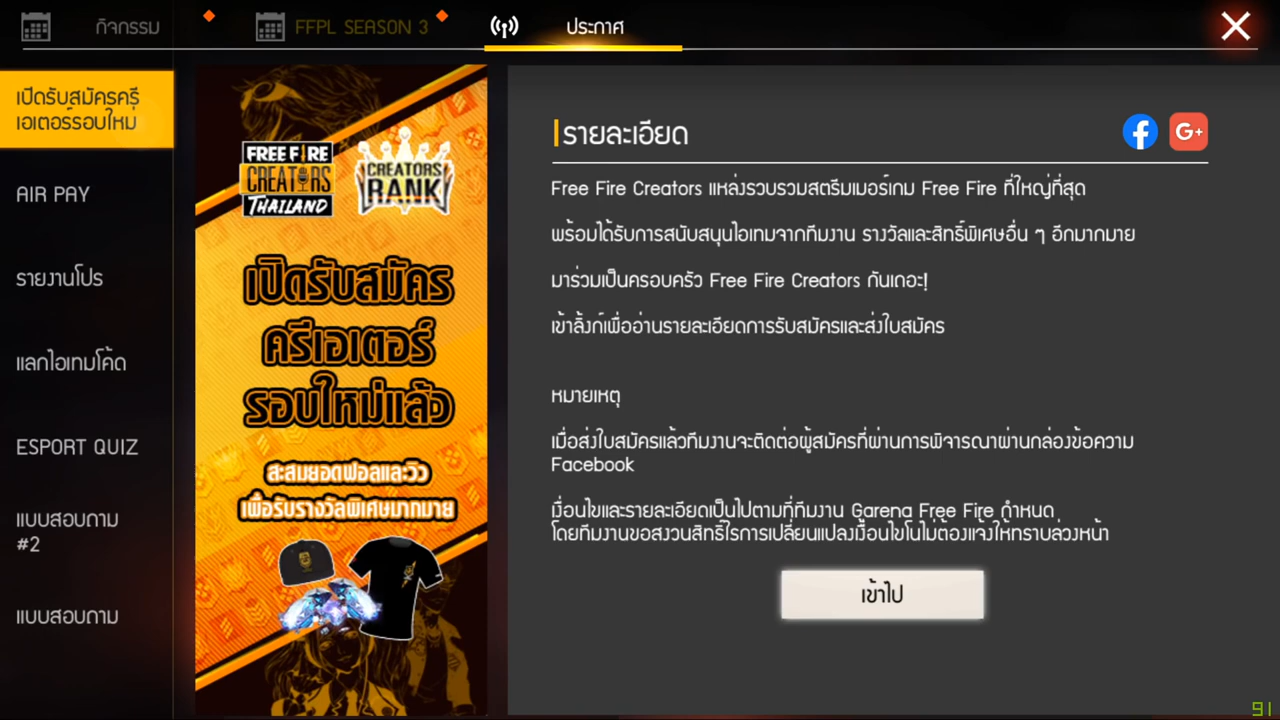 กิจกรรม
FFPL SEASON 3
ประกาศ
เปิดรับสมัครครี
เอเตอร์รอบใหม่
AIR PAY
รายงานโปร
แลกไอเทมโค้ด
ESPORT QUIZ
แบบสอบถาม
#2
แบบสอบถาม
FREE FIRE
CREATORS
THAILAND
CREATORS
RANK
เปิดรับสมัคร
ครีเอเตอร์
รอบใหม่แล้ว
สะสมยอดฟอลและวิว
เพื่อรับรางวัลพิเศษมากมาย
รายละเอียด
G+
Free Fire Creators แหล่งรวบรวมสตรีมเมอร์เกม Free Fire ที่ใหญ่ที่สุด
พร้อมได้รับการสนับสนุนไอเทมจากทีมงาน รางวัลและสิทธิ์พิเศษอื่น ๆ อีกมากมาย
มาร่วมเป็นครอบครัว Free Fire Creators กันเถอะ!
เข้าลิ้งก์เพื่ออ่านรายละเอียดการรับสมัครและส่งใบสมัคร
หมายเหตุ
เมื่อส่งใบสมัครแล้วทีมงานจะติดต่อผู้สมัครที่ผ่านการพิจารณาผ่านกล่องข้อความ
Facebook
เงื่อนไขและรายละเอียดเป็นไปตามที่ทีมงาน Garena Free Fire กำหนด
โดยทีมงานขอสงวนสิทธิ์ไรการเปลี่ยนแปลงเงื่อนไขโนไม่ต้องแจ้งให้ทราบล่วงหน้า
เข้าไป
91